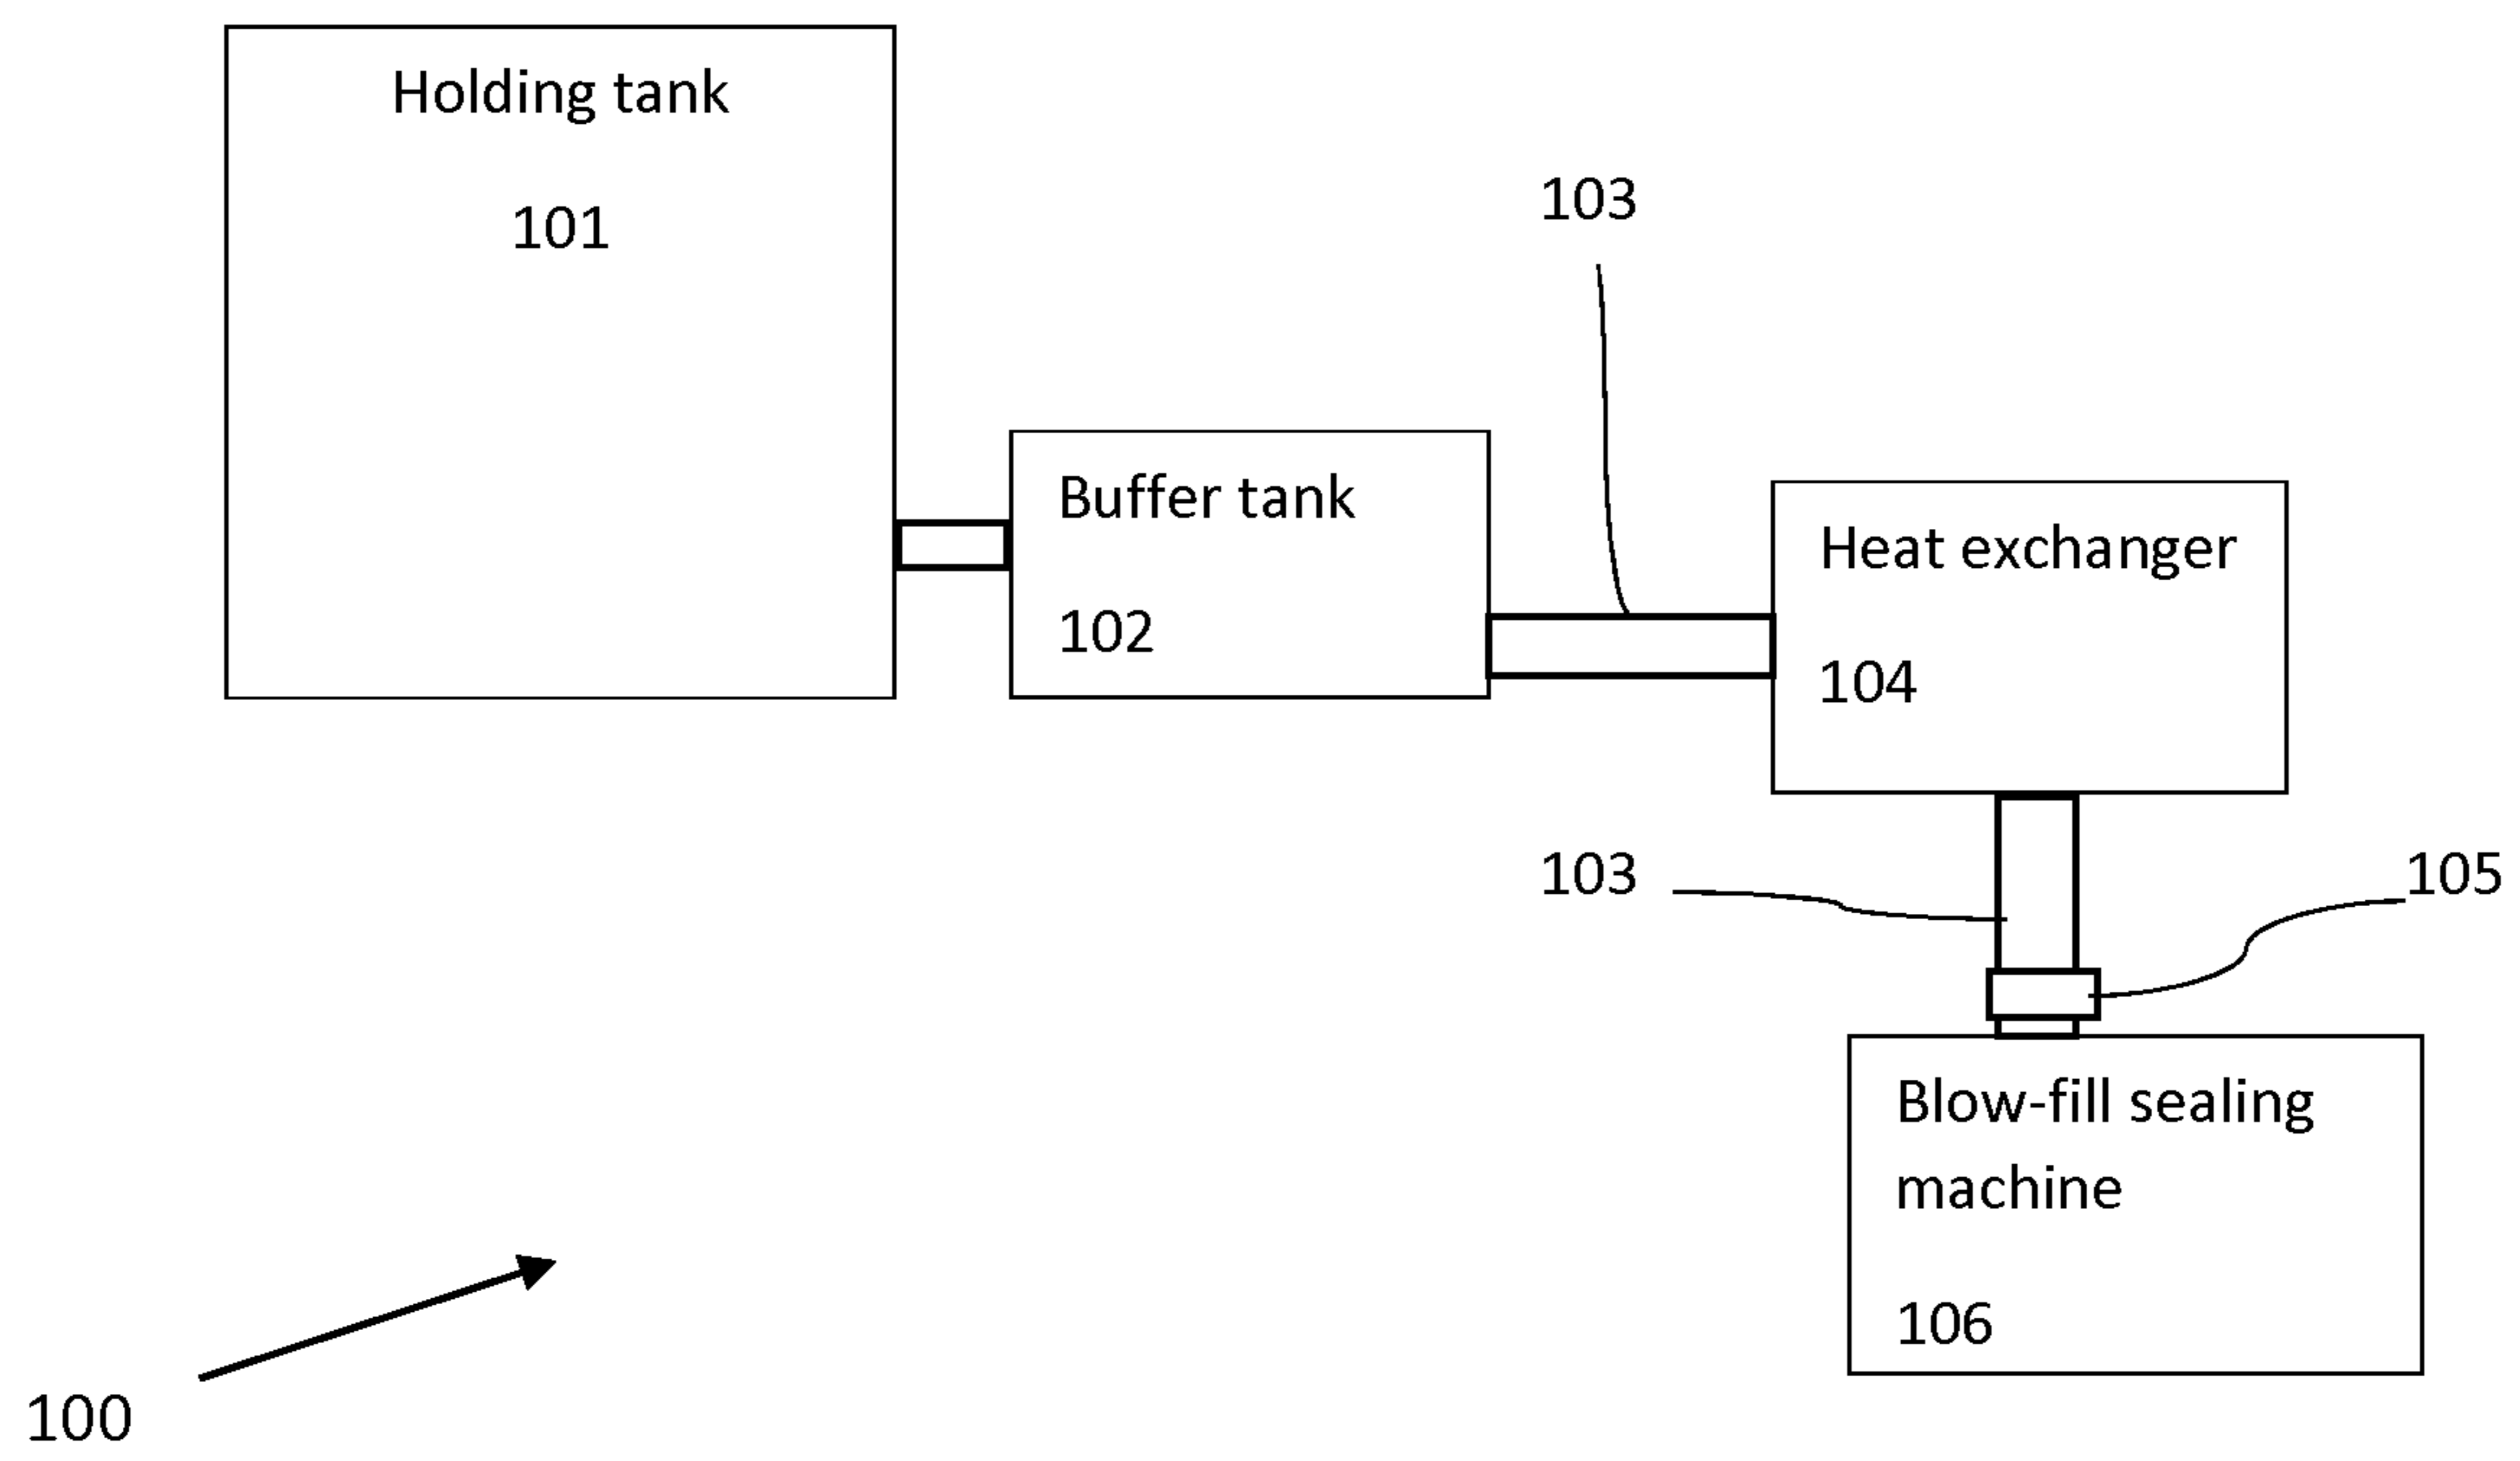 Holding tank
101
103
Buffer tank
102
Heat exchanger
104
103
105
Blow-fill sealing
machine
106
100